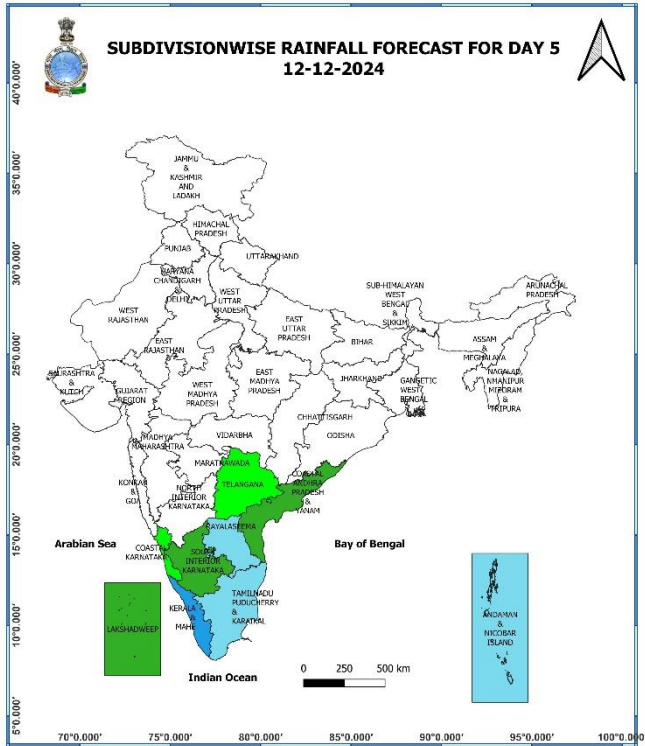 SUBDIVISIONWISE RAINFALL FORECAST FOR DAY 5
12-12-2024
40°0.000'
35°0.000'
30°0.000'
25°0.000'
20°0.000'
15°0.000'
10°0.000'
5°0.000'
JAMMU
&
KASHMIR
AND
LADAKH
HIMACHAL
PRADESH
PUNJAB
UTTARAKHAND
HARYANA
CHANDIGARH
&
DELHI
WEST
UTTAR
PRADESH
SUB-HIMALAYAN
WEST
BENGAL
&
SIKKIM
ARUNACHAL
PRADESH
WEST
RAJASTHAN
EAST
RAJASTHAN
EAST
UTTAR
PRADESH
BIHAR
ASSAM
&
MEGHALAYA
SAURASHTRA
&
KUTCH
GUJARAT
REGION
WEST
MADHYA
PRADESH
EAST
MADHYA
PRADESH
JHARKHAND
GANGETIC
WEST
BENGAL
NAGALAD
NMANIPUR
MIZORAM
&
TRIPURA
CHHATTISGARH
ODISHA
MADHYA
MAHARASHTRA
VIDARBHA
MARATHAWADA
KONKAN
&
GOA
NORTH
INTERIOR
KARNATAKA
TELANGANA
COASTAL
ANDHRA
PRADESH
&
YANAM
RAYALASEEMA
Arabian Sea
Bay of Bengal
COASTAL
KARNATAKA
SOUTH
INTERIOR
KARNATAKA
TAMILNADU
PUDUCHERRY
&
KARAIKAL
KERALA
&
MAHE
LAKSHADWEEP
ANDAMAN
&
NICOBAR
ISLAND
Indian Ocean
0 250 500 km
70°0.000' 75°0.000' 80°0.000' 85°0.000' 90°0.000' 95°0.000' 100°0.000'